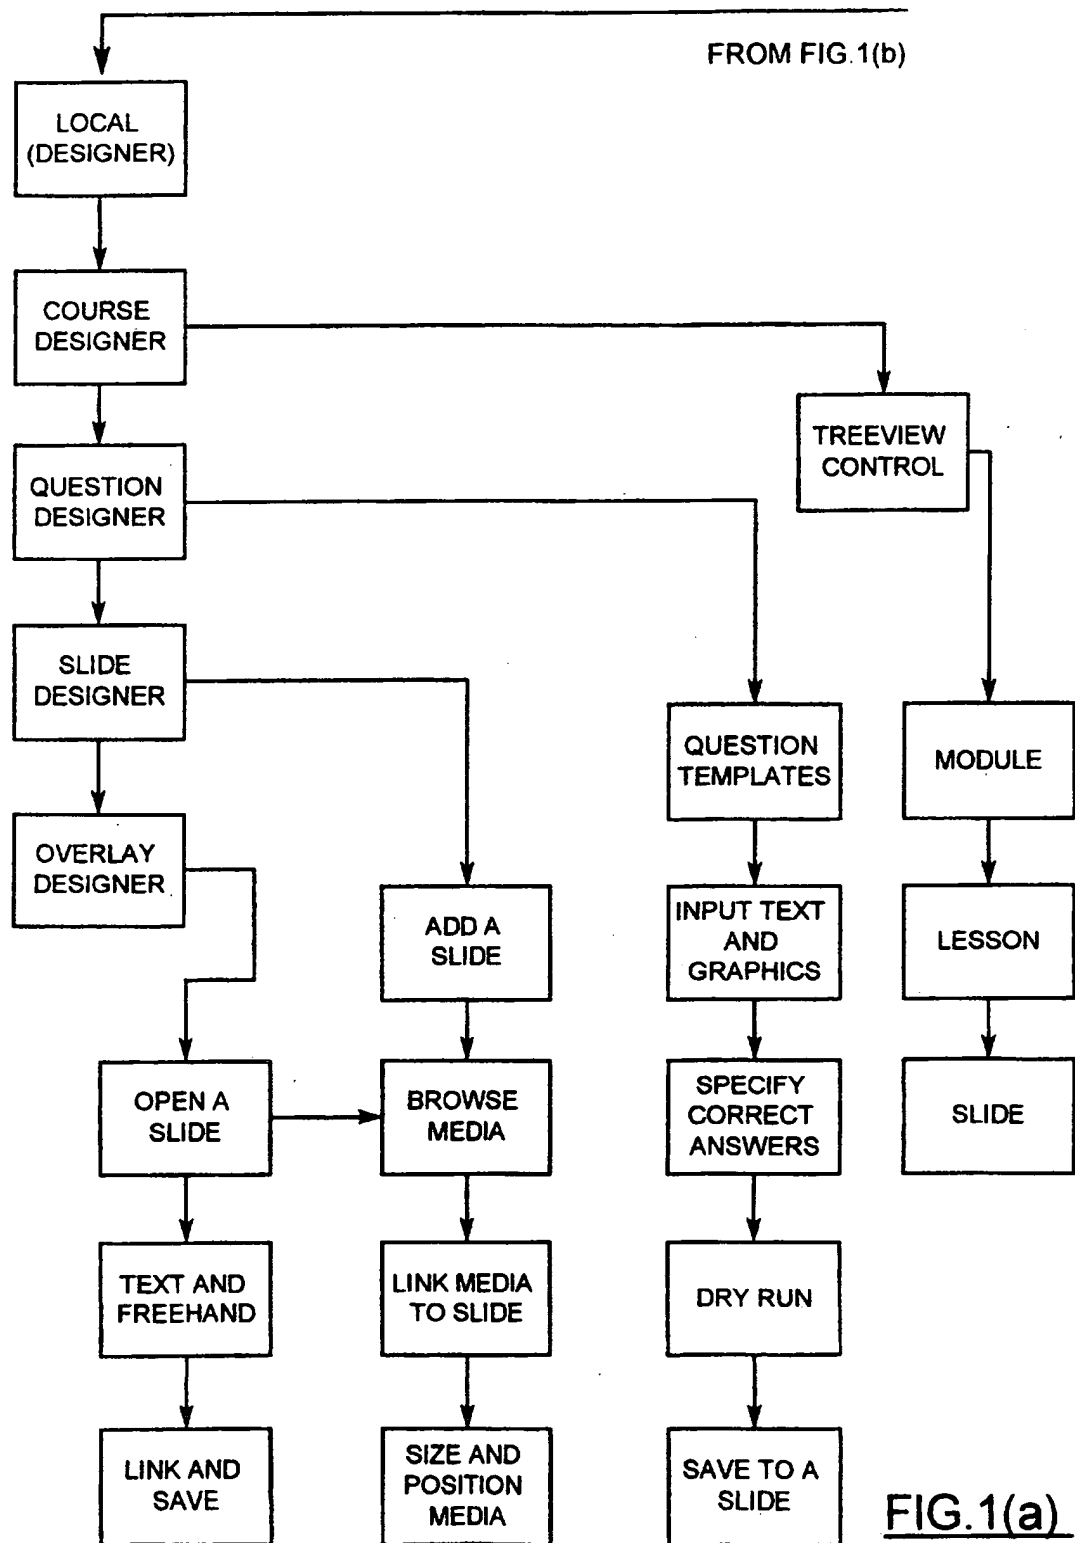 FROM FIG.1(b)
LOCAL
(DESIGNER)
COURSE
DESIGNER
TREEVIEW
CONTROL
QUESTION
DESIGNER
SLIDE
DESIGNER
QUESTION
TEMPLATES
MODULE
OVERLAY
DESIGNER
ADD A
SLIDE
INPUT TEXT
AND
GRAPHICS
LESSON
OPEN A
SLIDE
BROWSE
MEDIA
SPECIFY
CORRECT
ANSWERS
SLIDE
TEXT AND
FREEHAND
LINK MEDIA
TO SLIDE
DRY RUN
LINK AND
SAVE
SIZE AND
POSITION
MEDIA
SAVE TO A
SLIDE
FIG.1(a)